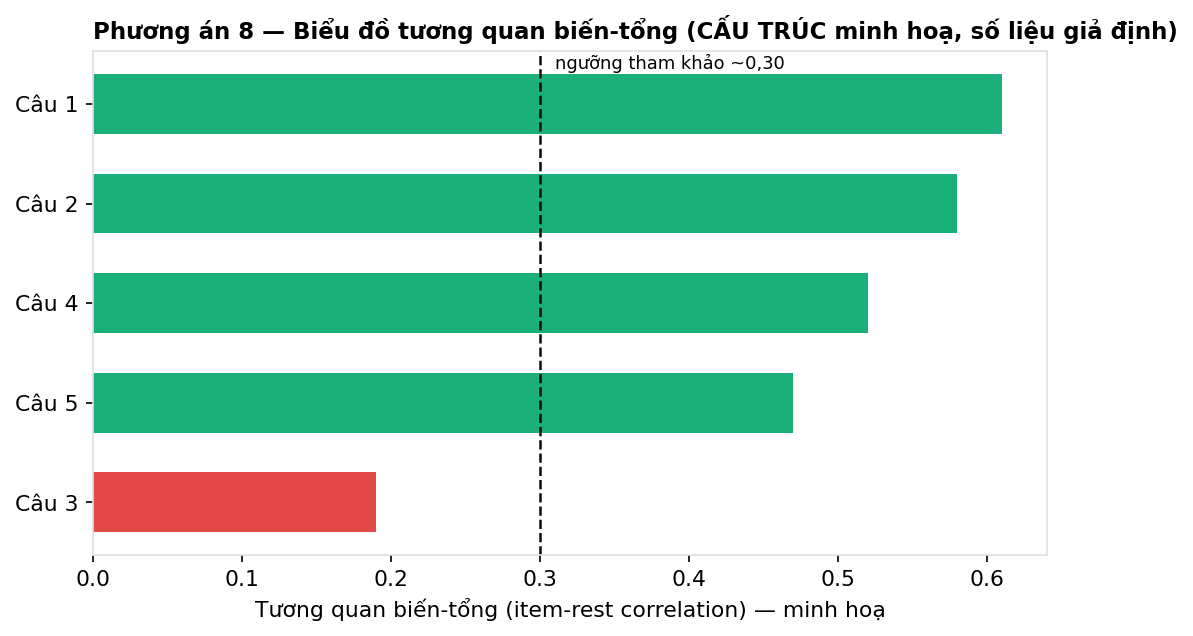 Phương án 8 — Biểu đồ tương quan biến-tổng (CẤU TRÚC minh hoạ, số liệu giả định)
ngưỡng tham khảo ~0,30
Câu 1
Câu 2
Câu 4
Câu 5
Câu 3
0.0 0.1 0.2 0.3 0.4 0.5 0.6
Tương quan biến-tổng (item-rest correlation) — minh hoạ